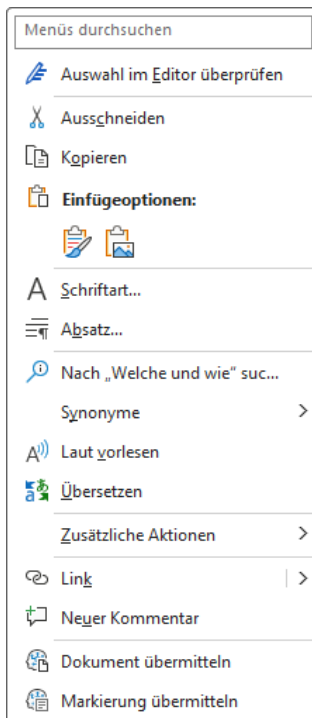 Menüs durchsuchen
Auswahl im Editor überprüfen
Ausschneiden
Kopieren
Einfügeoptionen:
Schriftart...
Absatz...
Nach „Welche und wie“ suc...
Synonyme
Laut vorlesen
Übersetzen
Zusätzliche Aktionen
Link
Neuer Kommentar
Dokument übermitteln
Markierung übermitteln